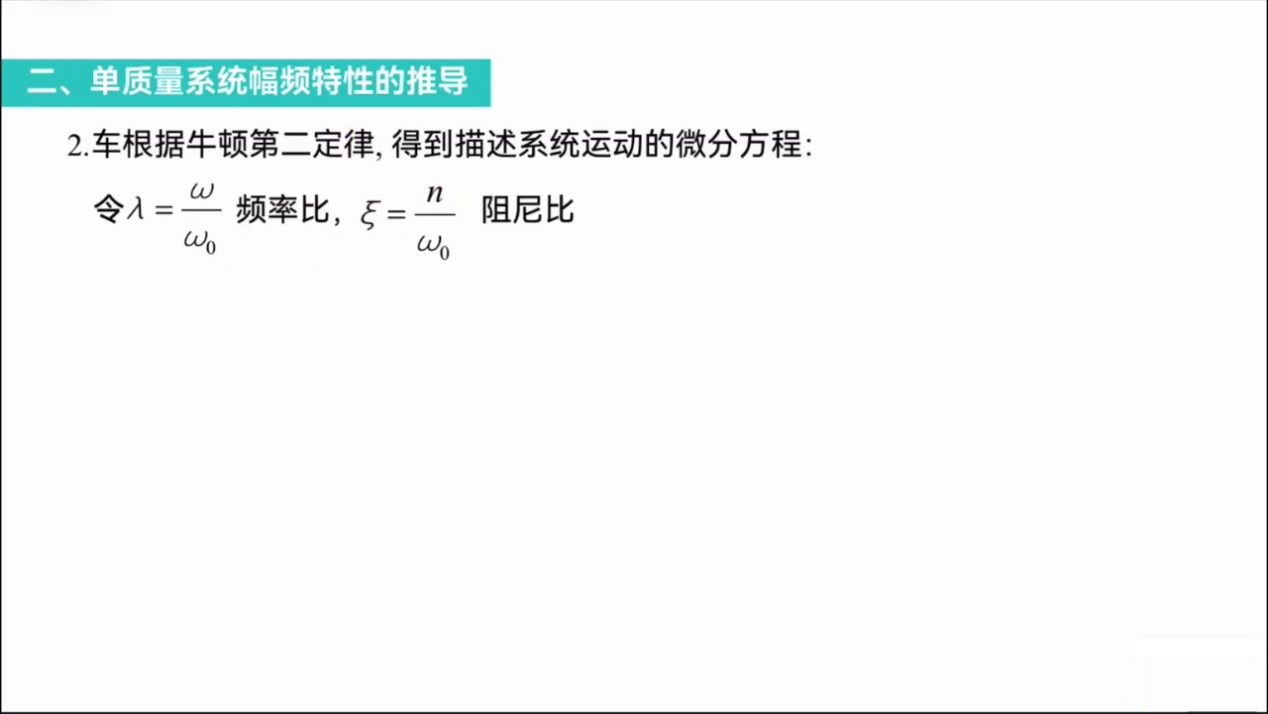 二、单质量系统幅频特性的推导
2.车根据牛顿第二定律, 得到描述系统运动的微分方程:
令λ = ω/ω₀ 频率比, ξ = n/ω₀ 阻尼比